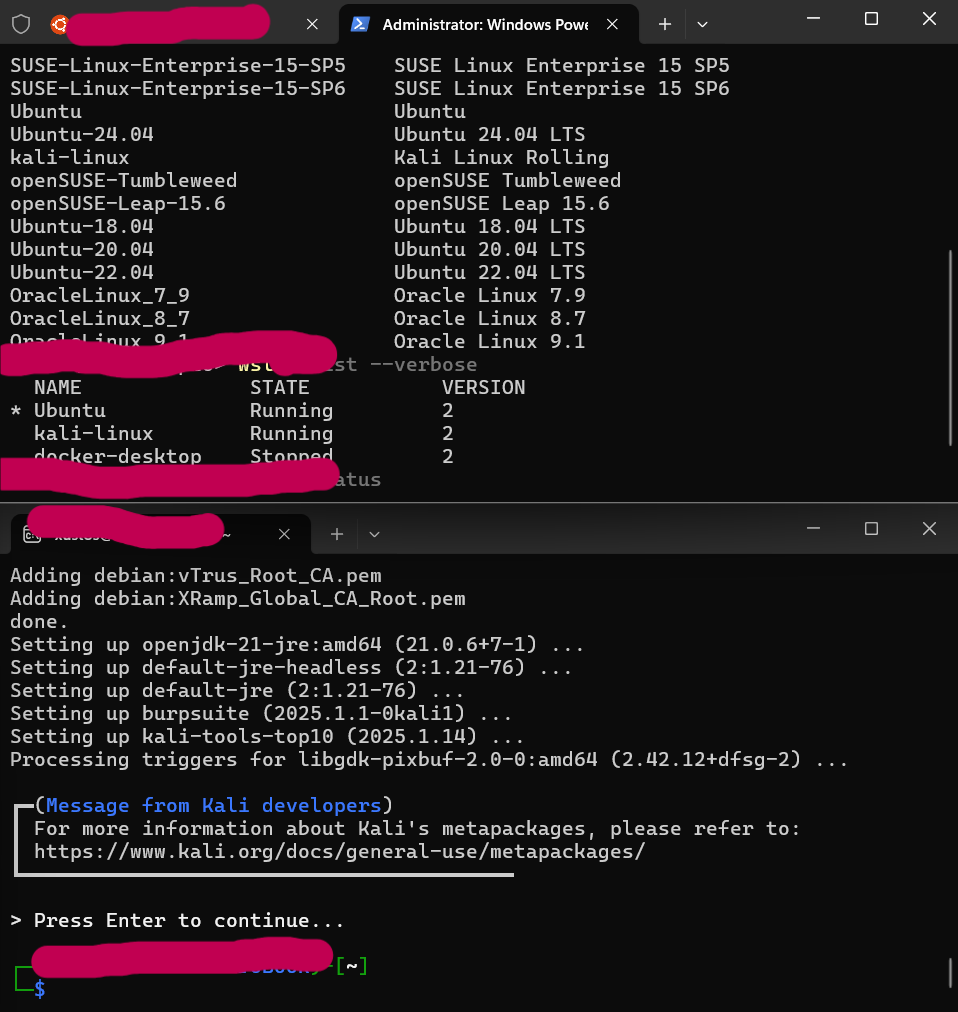 Administrator: Windows Powe
SUSE-Linux-Enterprise-15-SP5 SUSE Linux Enterprise 15 SP5
SUSE-Linux-Enterprise-15-SP6 SUSE Linux Enterprise 15 SP6
Ubuntu Ubuntu
Ubuntu-24.04 Ubuntu 24.04 LTS
kali-linux Kali Linux Rolling
openSUSE-Tumbleweed openSUSE Tumbleweed
openSUSE-Leap-15.6 openSUSE Leap 15.6
Ubuntu-18.04 Ubuntu 18.04 LTS
Ubuntu-20.04 Ubuntu 20.04 LTS
Ubuntu-22.04 Ubuntu 22.04 LTS
OracleLinux_7_9 Oracle Linux 7.9
OracleLinux_8_7 Oracle Linux 8.7
OracleLinux_9_1 Oracle Linux 9.1
--verbose
NAME STATE VERSION
* Ubuntu Running 2
kali-linux Running 2
docker-desktop Stopped 2
Adding debian:vTrus_Root_CA.pem
Adding debian:XRamp_Global_CA_Root.pem
done.
Setting up openjdk-21-jre:amd64 (21.0.6+7-1) ...
Setting up default-jre-headless (2:1.21-76) ...
Setting up default-jre (2:1.21-76) ...
Setting up burpsuite (2025.1.1-0kali1) ...
Setting up kali-tools-top10 (2025.1.14) ...
Processing triggers for libgdk-pixbuf-2.0-0:amd64 (2.42.12+dfsg-2) ...
(Message from Kali developers)
For more information about Kali's metapackages, please refer to:
https://www.kali.org/docs/general-use/metapackages/
> Press Enter to continue...
[~]
$